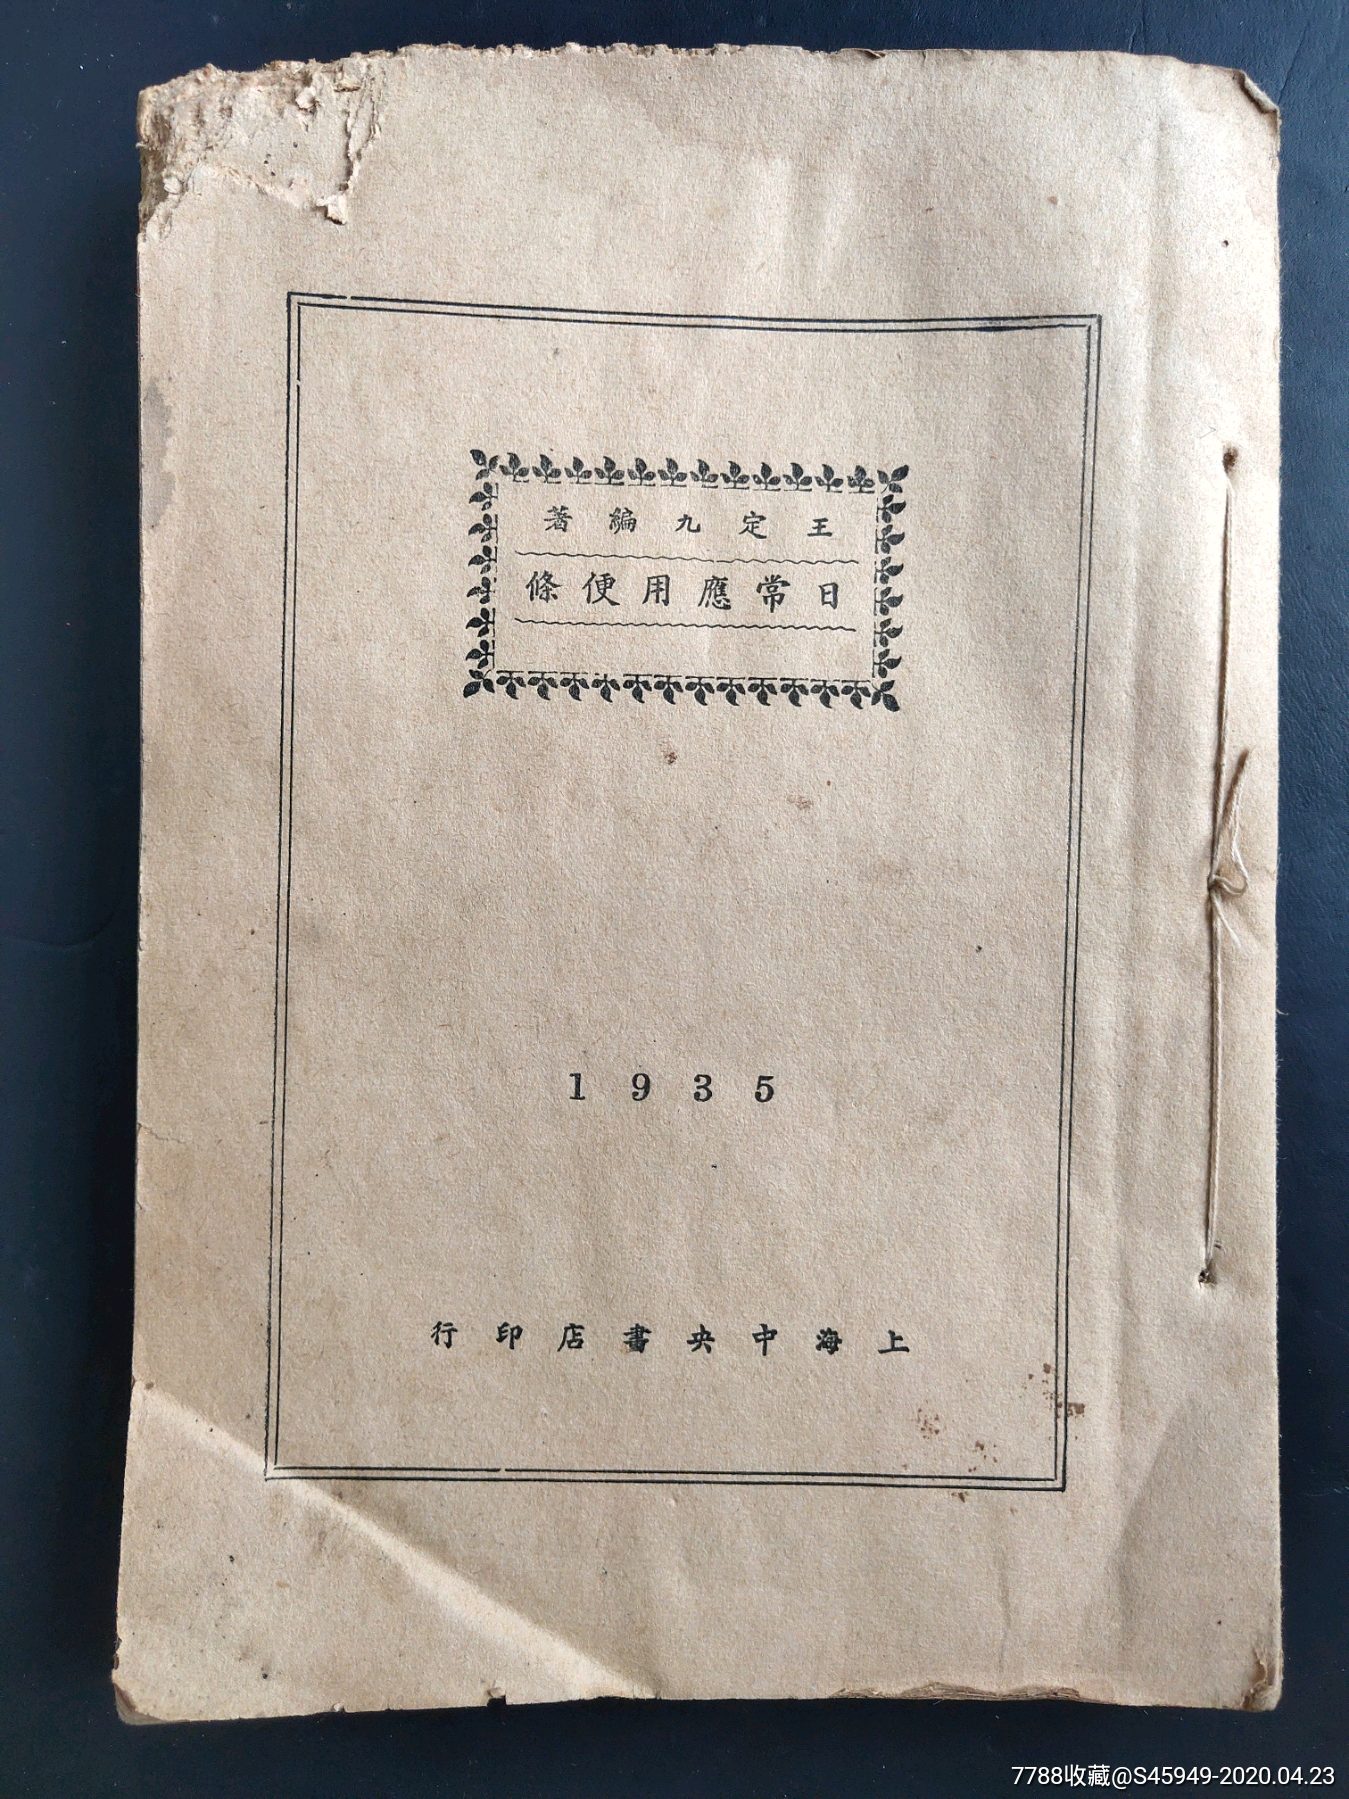 王定九編著
日常應用便條
1935
上海中央書店印行
7788收藏@S45949-2020.04.23